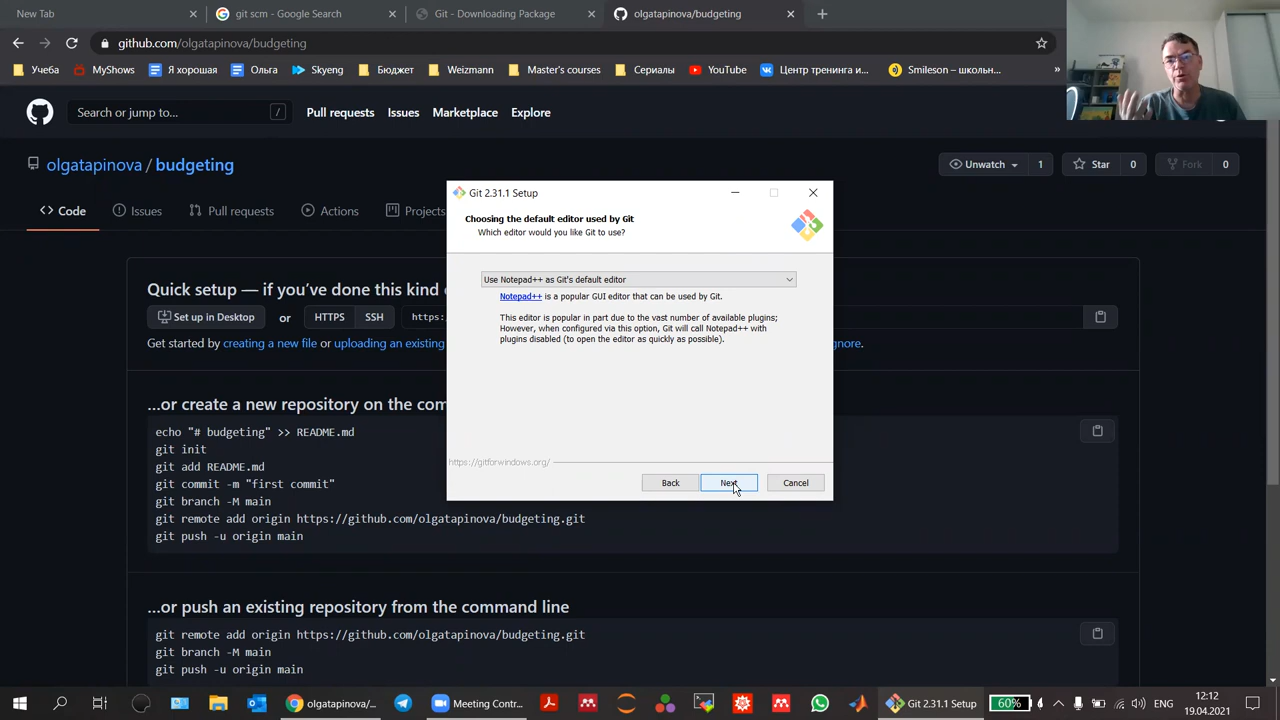 New Tab
git scm - Google Search
Git - Downloading Package
olgatapinova/budgeting
github.com/olgatapinova/budgeting
Учеба
MyShows
Я хорошая
Ольга
Skyeng
Weimann
Master's courses
Сериалы
YouTube
Центр тренинга и...
Smileson — школьн...
»
Search or jump to...
/
Pull requests
Issues
Marketplace
Explore
olgatapinova / budgeting
Unwatch
1
Star
0
Fork
0
Code
Issues
Pull requests
Actions
Projects
Quick setup — if you've done this kind
Set up in Desktop
or
HTTPS
SSH
Get started by creating a new file or uploading an existing
...or create a new repository on the
echo "# budgeting" >> README.md
git init
git add README.md
git commit -m "first commit"
git branch -M main
git remote add origin https://github.com/olgatapinova/budgeting.git
git push -u origin main
...or push an existing repository from the command line
git remote add origin https://github.com/olgatapinova/budgeting.git
git branch -M main
git push -u origin main
Git 2.31.1 Setup
Choosing the default editor used by Git
Which editor would you like Git to use?
Use Notepad++ as Git's default editor
Notepad++ is a popular GUI editor that can be used by Git.
This editor is popular in part due to the vast number of available plugins;
However, when configured via this option, Git will call Notepad++ with
plugins disabled (to open the editor as quickly as possible).
https://gitforwindows.org/
Back
Next
Cancel
olgatapinova/...
Meeting Contr...
Git 2.31.1 Setup
60%
ENG
12:12
19.04.2021